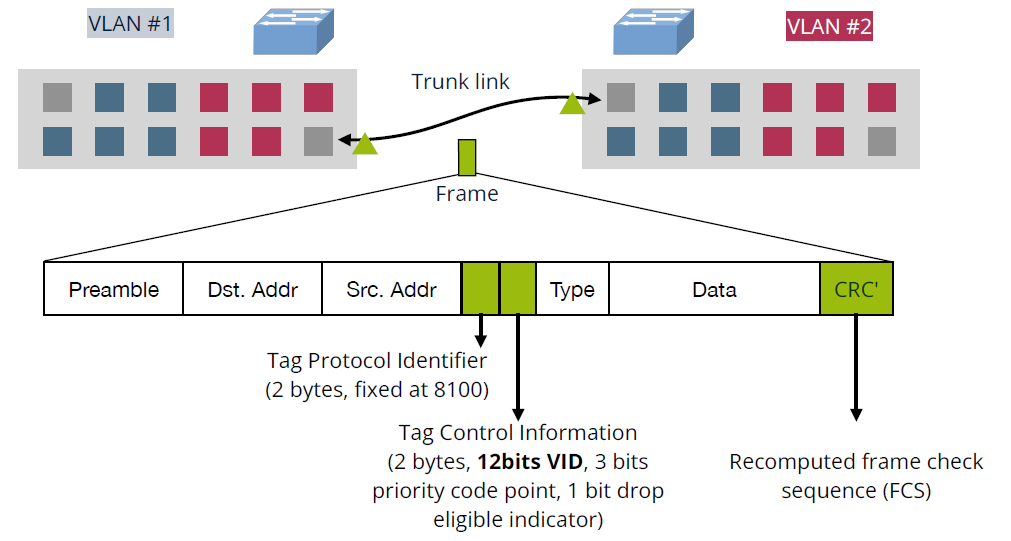 VLAN #1
VLAN #2
Trunk link
Frame
Preamble
Dst. Addr
Src. Addr
Type
Data
CRC'
Tag Protocol Identifier
(2 bytes, fixed at 8100)
Tag Control Information
(2 bytes, 12bits VID, 3 bits
priority code point, 1 bit drop
eligible indicator)
Recomputed frame check
sequence (FCS)